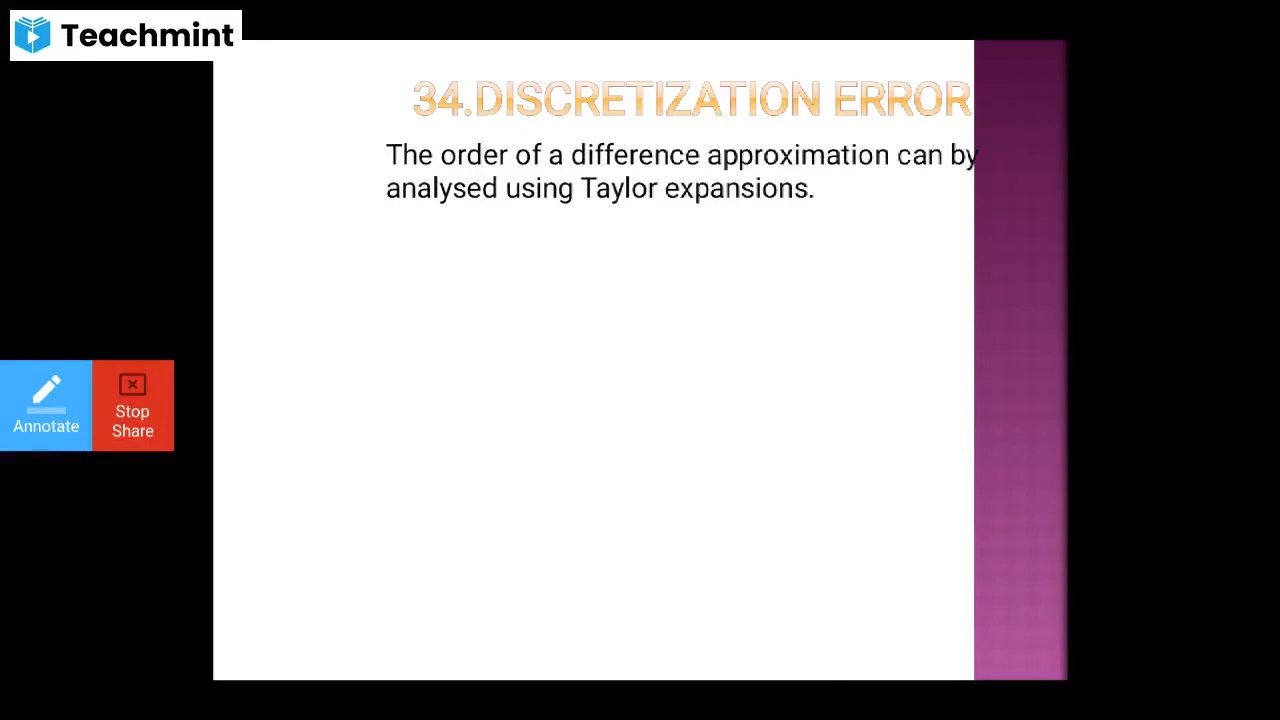 Teachmint
34.DISCRETIZATION ERROR
The order of a difference approximation can by
analysed using Taylor expansions.
Annotate
Stop
Share